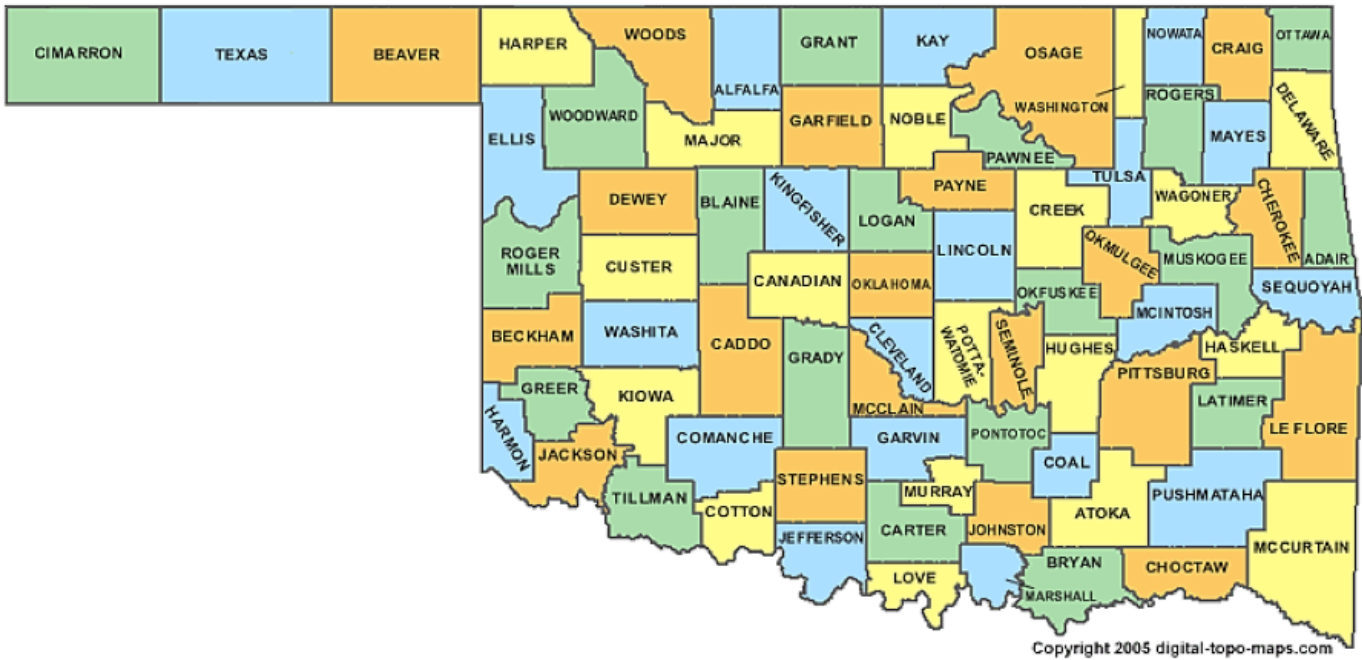 CIMARRON
TEXAS
BEAVER
HARPER
WOODS
ALFALFA
GRANT
KAY
OSAGE
WASHINGTON
NOWATA
CRAIG
OTTAWA
ELLIS
WOODWARD
MAJOR
GARFIELD
NOBLE
PAWNEE
ROGERS
MAYES
DELAWARE
DEWEY
BLAINE
KINGFISHER
LOGAN
PAYNE
CREEK
TULSA
WAGONER
CHEROKEE
ADAIR
ROGER
MILLS
CUSTER
CANADIAN
OKLAHOMA
LINCOLN
OKFUSKEE
OKMULGEE
MUSKOGEE
SEQUOYAH
BECKHAM
WASHITA
CADDO
GRADY
CLEVELAND
POTTA-
WATOMIE
SEMINOLE
HUGHES
MCINTOSH
HASKELL
PITTSBURG
GREER
KIOWA
MCCLAIN
LATIMER
LE FLORE
HARMON
JACKSON
COMANCHE
GARVIN
PONTOTOC
COAL
TILLMAN
COTTON
STEPHENS
MURRAY
CARTER
JOHNSTON
ATOKA
PUSHMATAHA
JEFFERSON
LOVE
MARSHALL
BRYAN
CHOCTAW
MCCURTAIN
Copyright 2005 digital-topo-maps.com